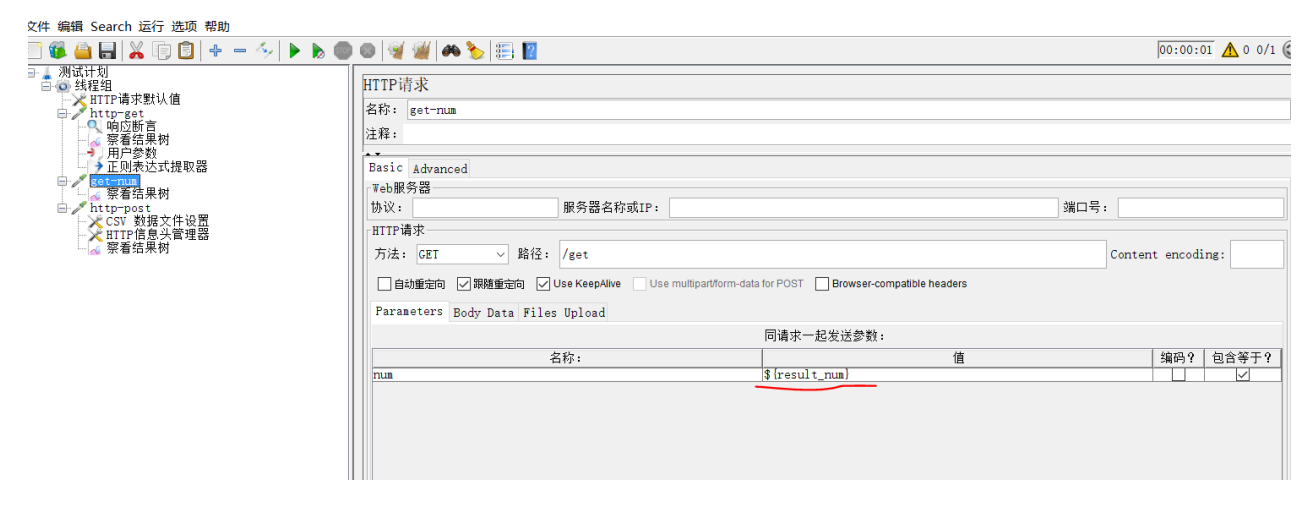 文件 编辑 Search 运行 选项 帮助
00:00:01 0 0/1
测试计划
线程组
HTTP请求默认值
http-get
响应断言
察看结果树
用户参数
正则表达式提取器
get-num
察看结果树
http-post
CSV 数据文件设置
HTTP信息头管理器
察看结果树
HTTP请求
名称： get-num
注释：
Basic Advanced
Web服务器
协议： 服务器名称或IP： 端口号：
HTTP请求
方法： GET 路径： /get Content encoding:
自动重定向 跟随重定向 Use KeepAlive Use multipart/form-data for POST Browser-compatible headers
Parameters Body Data Files Upload
同请求一起发送参数：
名称： 值 编码？ 包含等于？
num ${result_num}